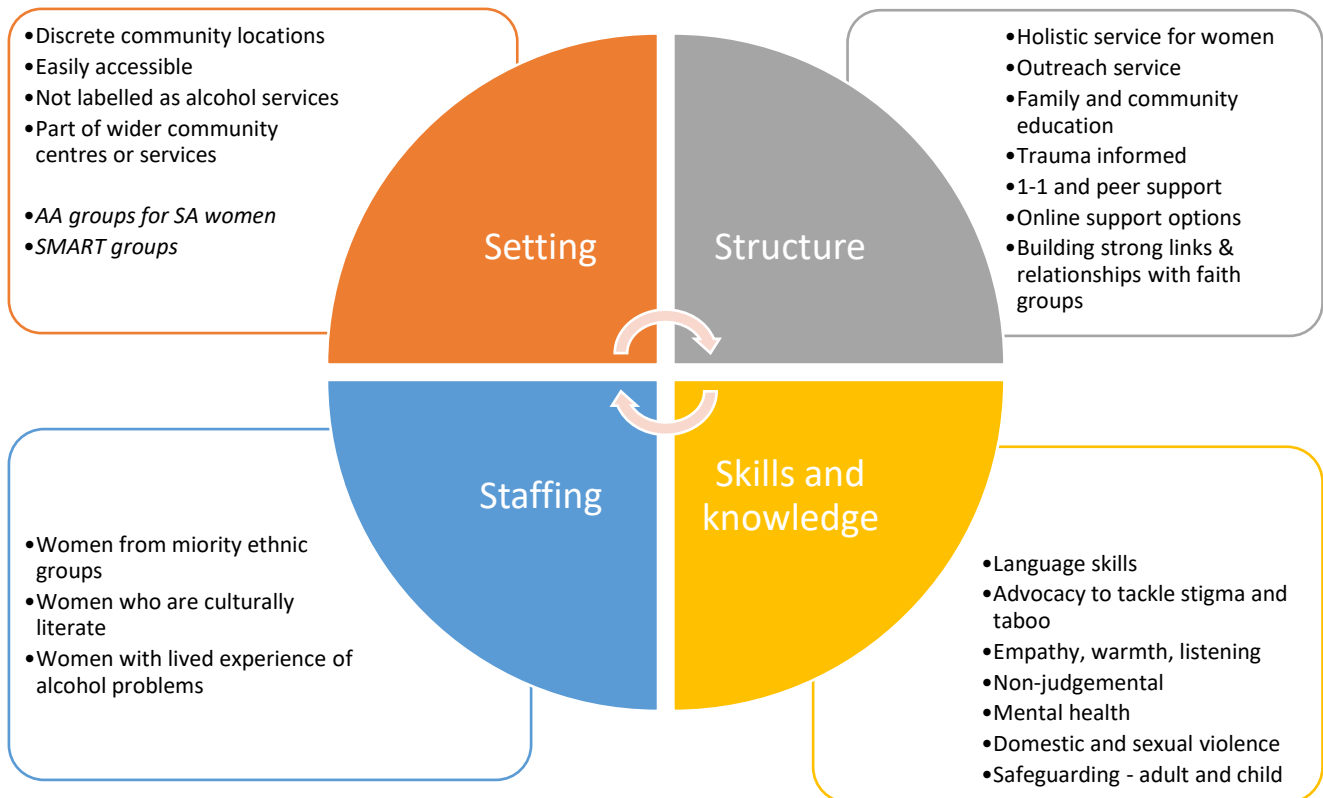 •Discrete community locations
•Easily accessible
•Not labelled as alcohol services
•Part of wider community
centres or services
•AA groups for SA women
•SMART groups
Setting
Structure
•Holistic service for women
•Outreach service
•Family and community
education
•Trauma informed
•1-1 and peer support
•Online support options
•Building strong links &
relationships with faith
groups
Staffing
•Women from miority ethnic
groups
•Women who are culturally
literate
•Women with lived experience of
alcohol problems
Skills and
knowledge
•Language skills
•Advocacy to tackle stigma and
taboo
•Empathy, warmth, listening
•Non-judgemental
•Mental health
•Domestic and sexual violence
•Safeguarding - adult and child